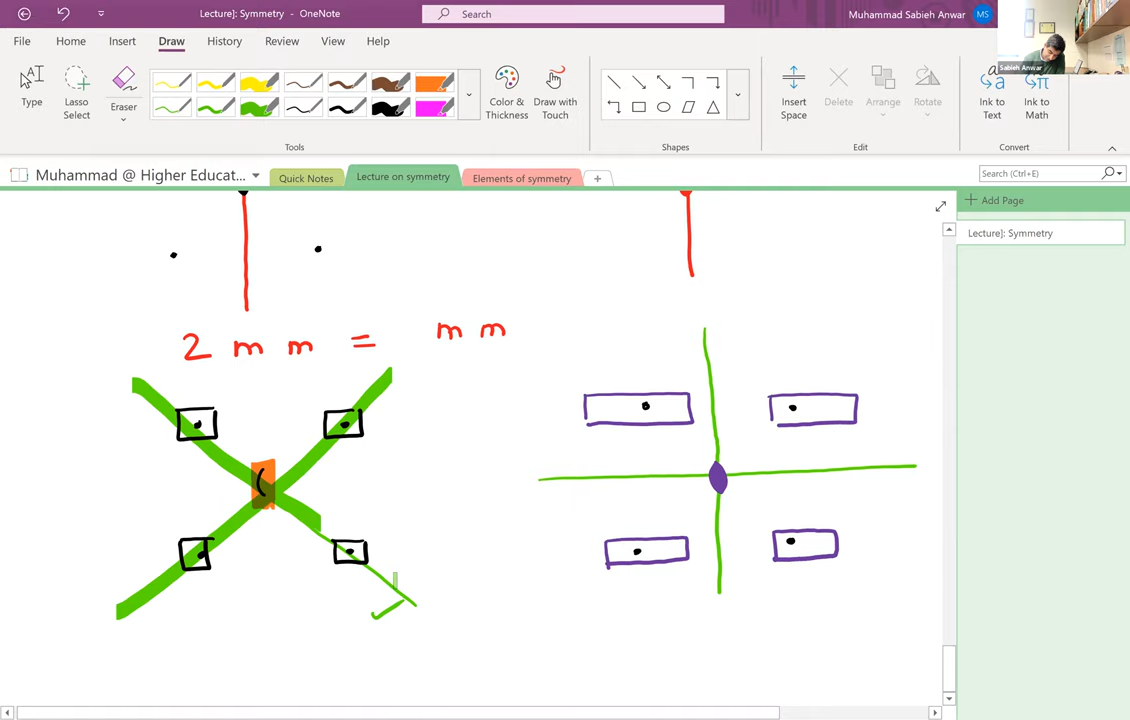 Lecture]: Symmetry - OneNote
Search
Muhammad Sabieh Anwar
MS
File Home Insert Draw History Review View Help
Sabieh Anwar
Type
Lasso Select
Eraser
Color & Thickness
Draw with Touch
Insert Space
Delete
Arrange
Rotate
Ink to Text
Ink to Math
Tools
Shapes
Edit
Convert
Muhammad @ Higher Educat...
Quick Notes
Lecture on symmetry
Elements of symmetry
Search (Ctrl+E)
Add Page
Lecture]: Symmetry
2 m m = m m